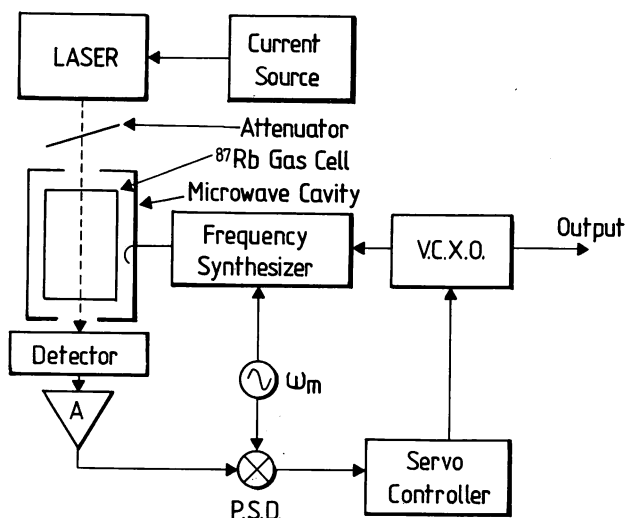 LASER
Current
Source
Attenuator
⁸⁷Rb Gas Cell
Microwave Cavity
Frequency
Synthesizer
V.C.X.O.
Output
Detector
A
ωm
P.S.D.
Servo
Controller